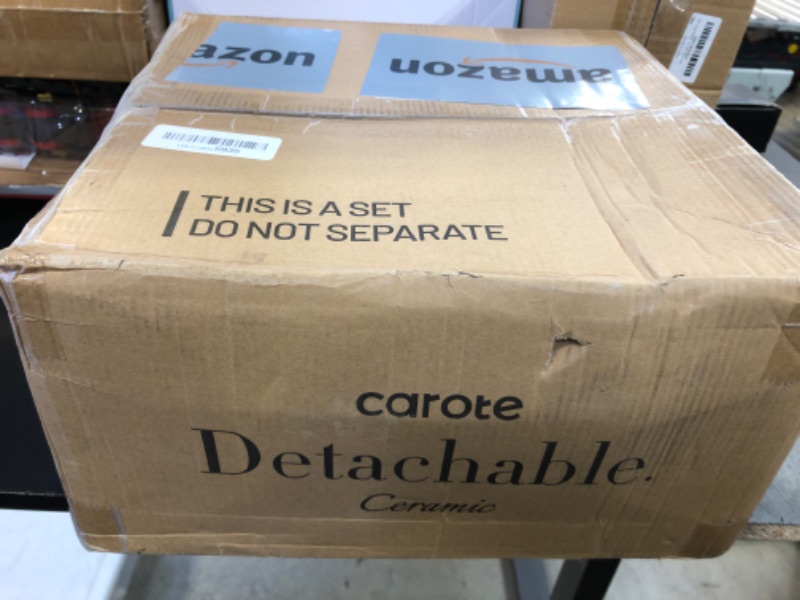 azon
amazon
THIS IS A SET
DO NOT SEPARATE
carote
Detachable.
Ceramic